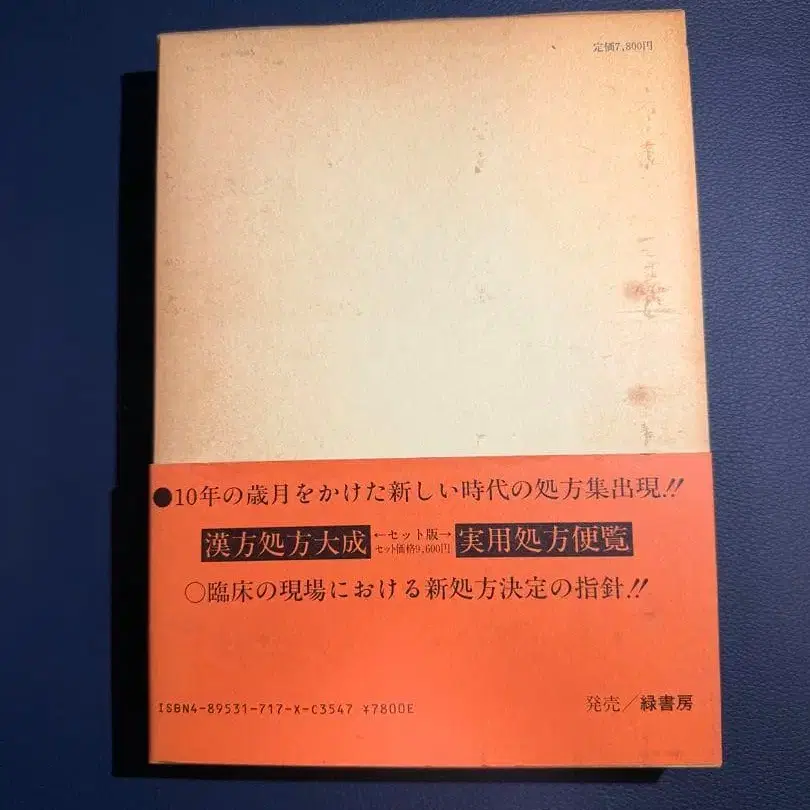 定価7,800円
●10年の歳月をかけた新しい時代の処方集出現!!
漢方処方大成 ←セット版→ 実用処方便覧
セット価格9,600円
○臨床の現場における新処方決定の指針!!
ISBN4-89531-717-X-C3547 ¥7800E
発売/緑書房